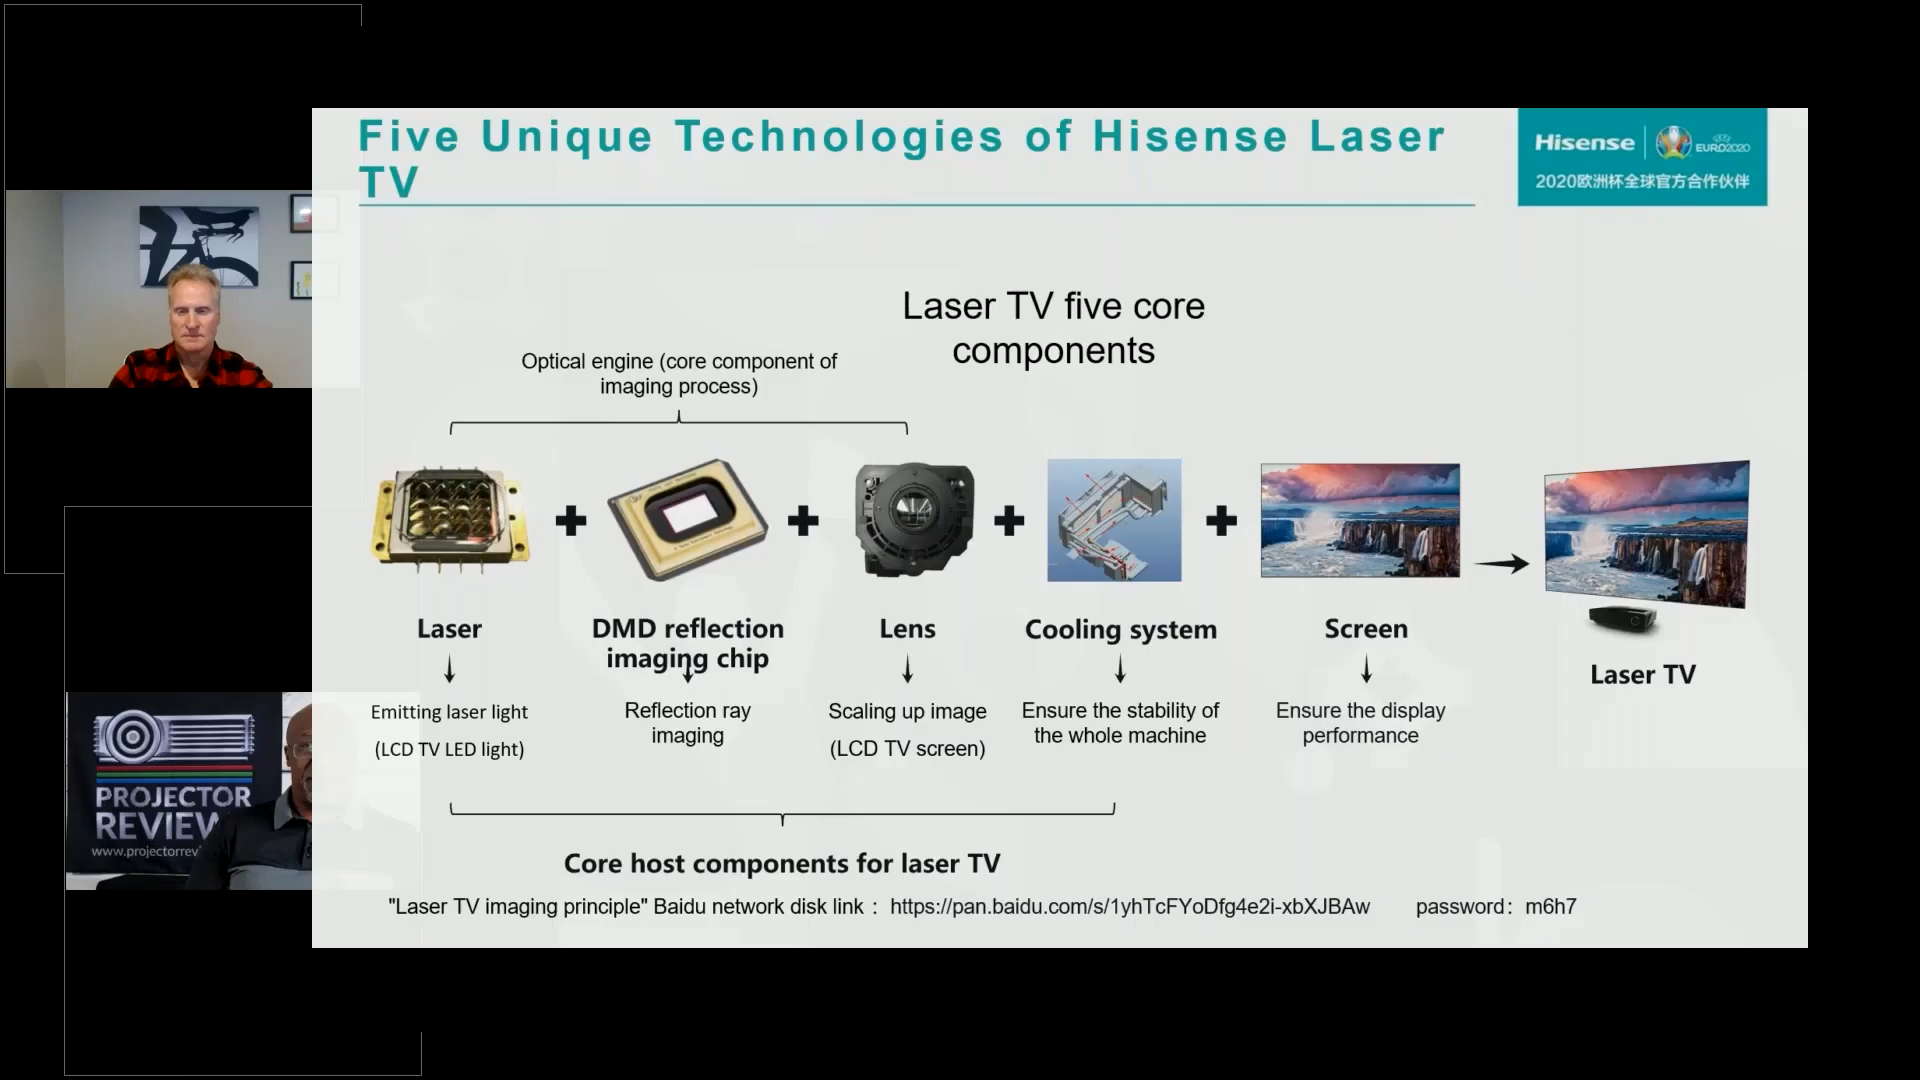 Five Unique Technologies of Hisense Laser
TV
Hisense
UEFA
EURO2020
2020欧洲杯全球官方合作伙伴
Laser TV five core
components
Optical engine (core component of
imaging process)
Laser
DMD reflection
imaging chip
Lens
Cooling system
Screen
Laser TV
Emitting laser light
(LCD TV LED light)
Reflection ray
imaging
Scaling up image
(LCD TV screen)
Ensure the stability of
the whole machine
Ensure the display
performance
Core host components for laser TV
"Laser TV imaging principle" Baidu network disk link： https://pan.baidu.com/s/1yhTcFYoDfg4e2i-xbXJBAw password：m6h7
PROJECTOR
REVIEW
www.projectorrev